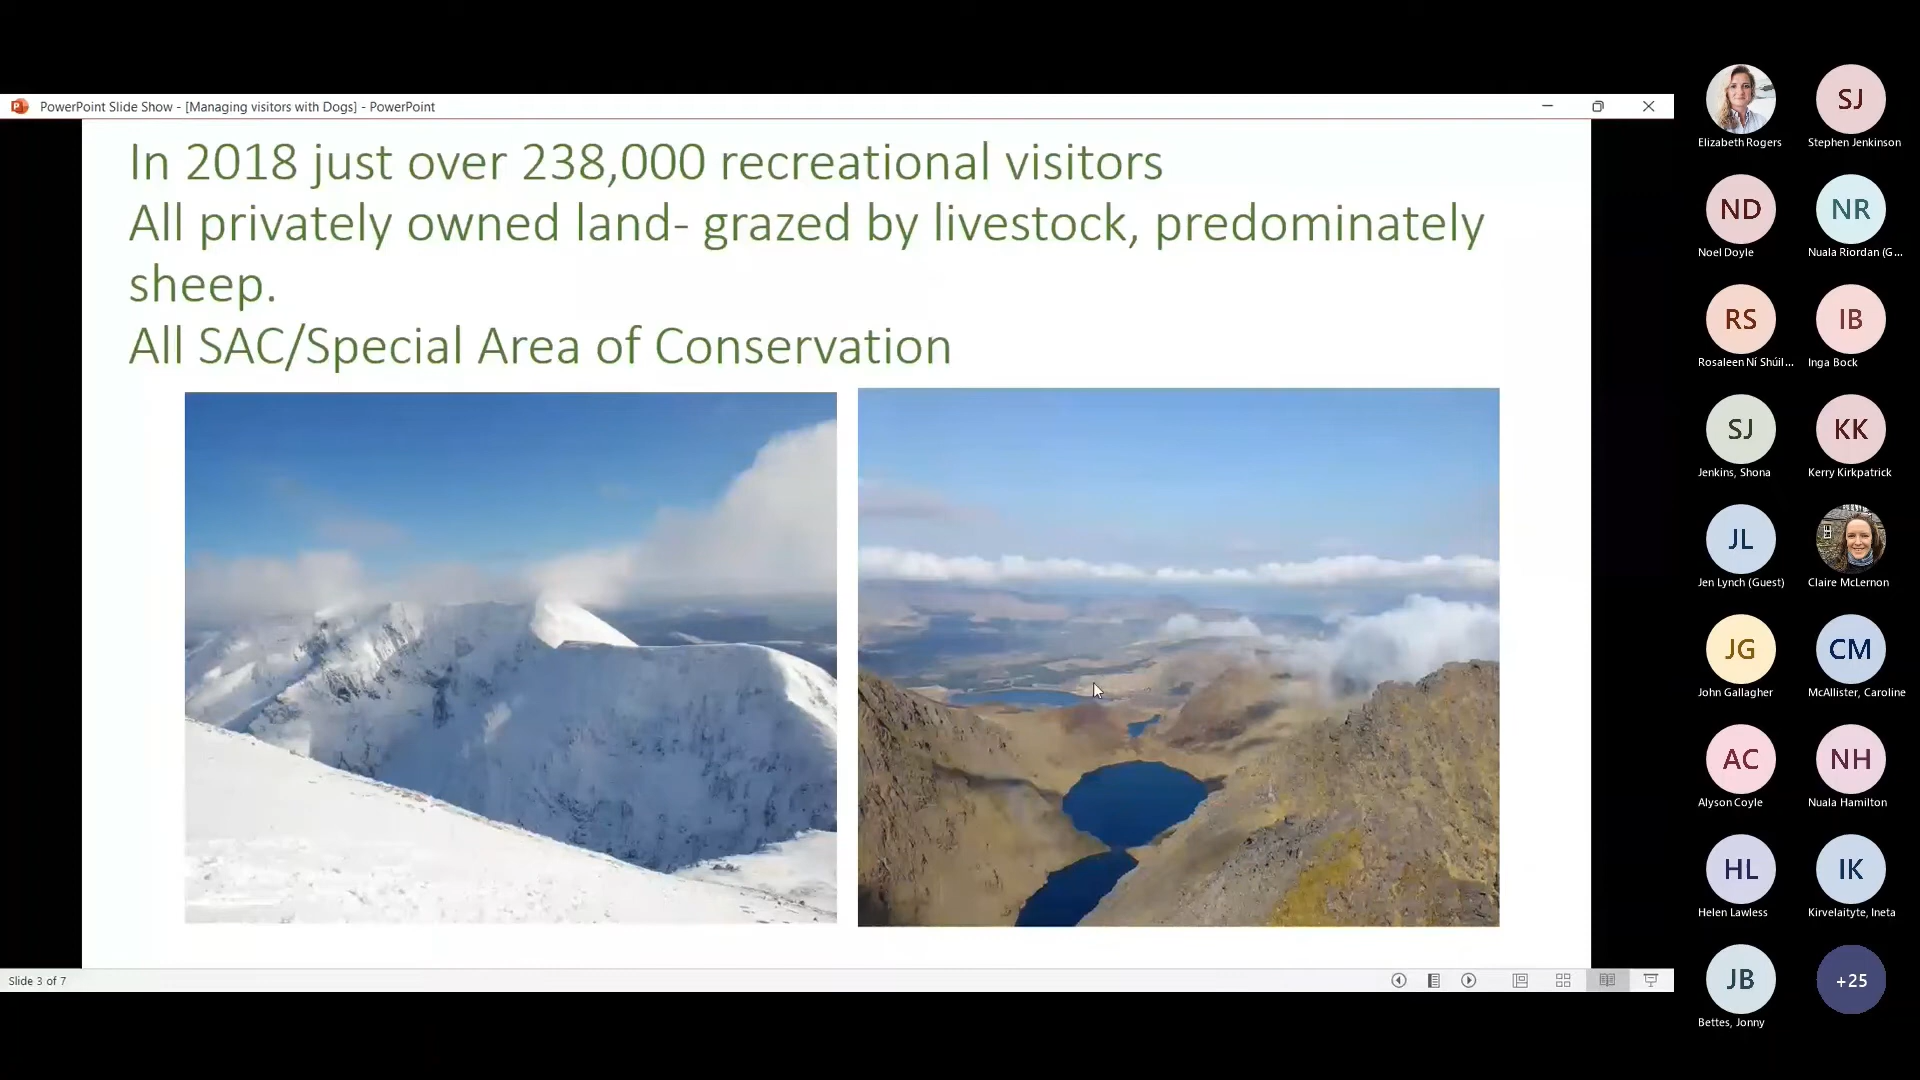 PowerPoint Slide Show - [Managing visitors with Dogs] - PowerPoint
In 2018 just over 238,000 recreational visitors
All privately owned land- grazed by livestock, predominately
sheep.
All SAC/Special Area of Conservation
Slide 3 of 7
Elizabeth Rogers
SJ
Stephen Jenkinson
ND
Noel Doyle
NR
Nuala Riordan (G...
RS
Rosaleen Ní Shúil...
IB
Inga Bock
SJ
Jenkins, Shona
KK
Kerry Kirkpatrick
JL
Jen Lynch (Guest)
Claire McLernon
JG
John Gallagher
CM
McAllister, Caroline
AC
Alyson Coyle
NH
Nuala Hamilton
HL
Helen Lawless
IK
Kirvelaityte, Ineta
JB
Bettes, Jonny
+25